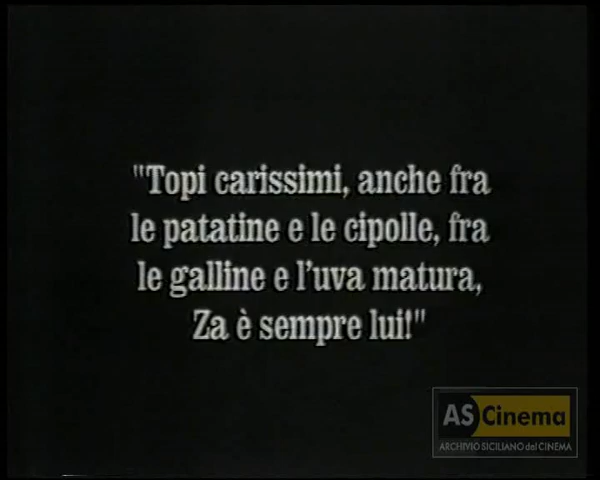 "Topi carissimi, anche fra
le patatine e le cipolle, fra
le galline e l'uva matura,
Za è sempre lui!"
AS Cinema
ARCHIVIO SICILIANO del CINEMA